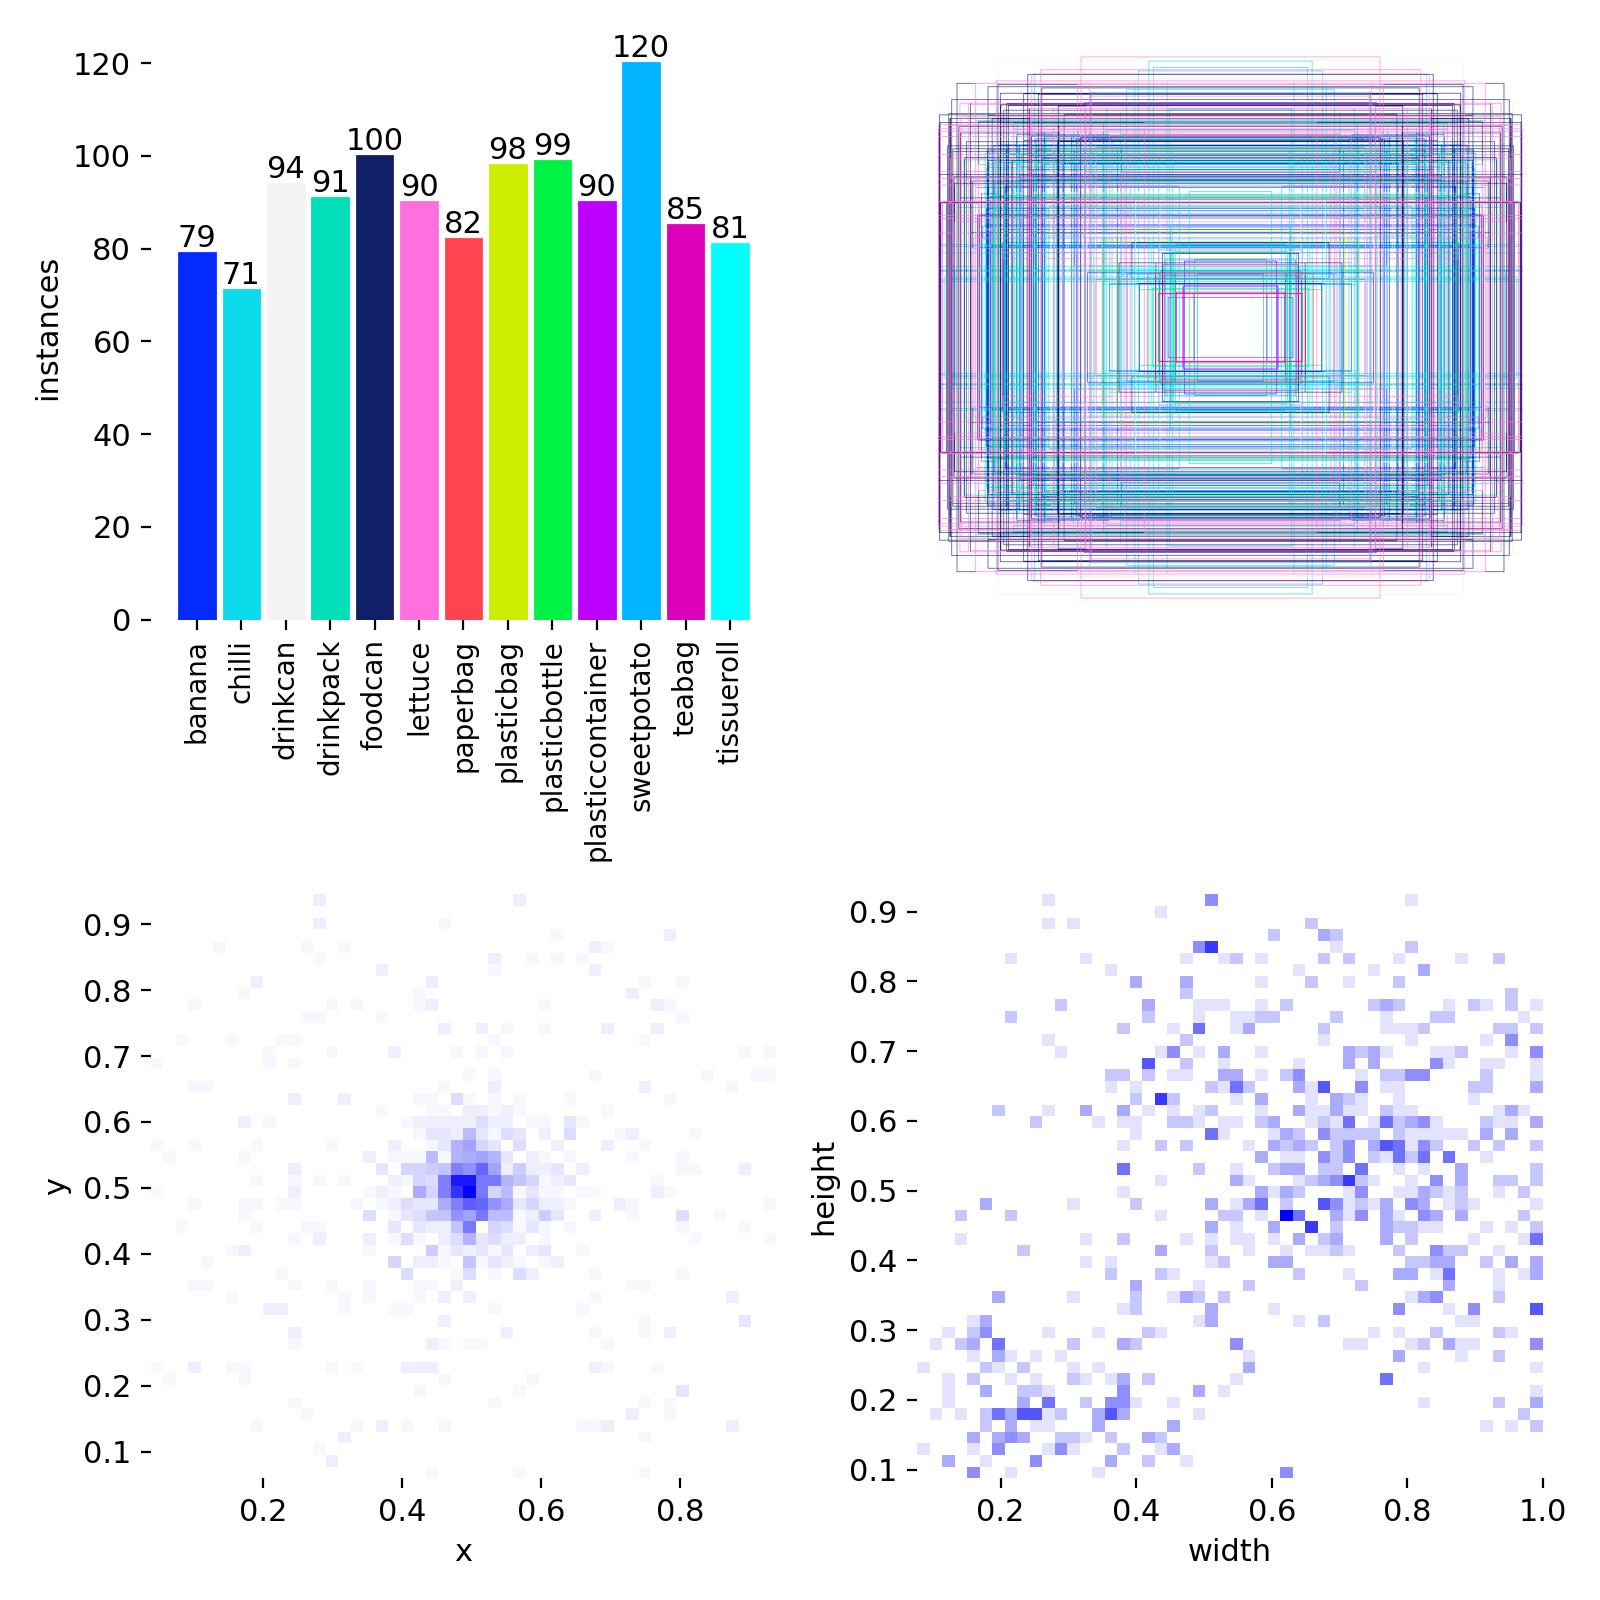 instances
120
100
80
60
40
20
0
79
71
94
91
100
90
82
98
99
90
120
85
81
banana
chilli
drinkcan
drinkpack
foodcan
lettuce
paperbag
plasticbag
plasticbottle
plasticcontainer
sweetpotato
teabag
tissueroll
y
0.9
0.8
0.7
0.6
0.5
0.4
0.3
0.2
0.1
0.2 0.4 0.6 0.8
x
height
0.9
0.8
0.7
0.6
0.5
0.4
0.3
0.2
0.1
0.2 0.4 0.6 0.8 1.0
width